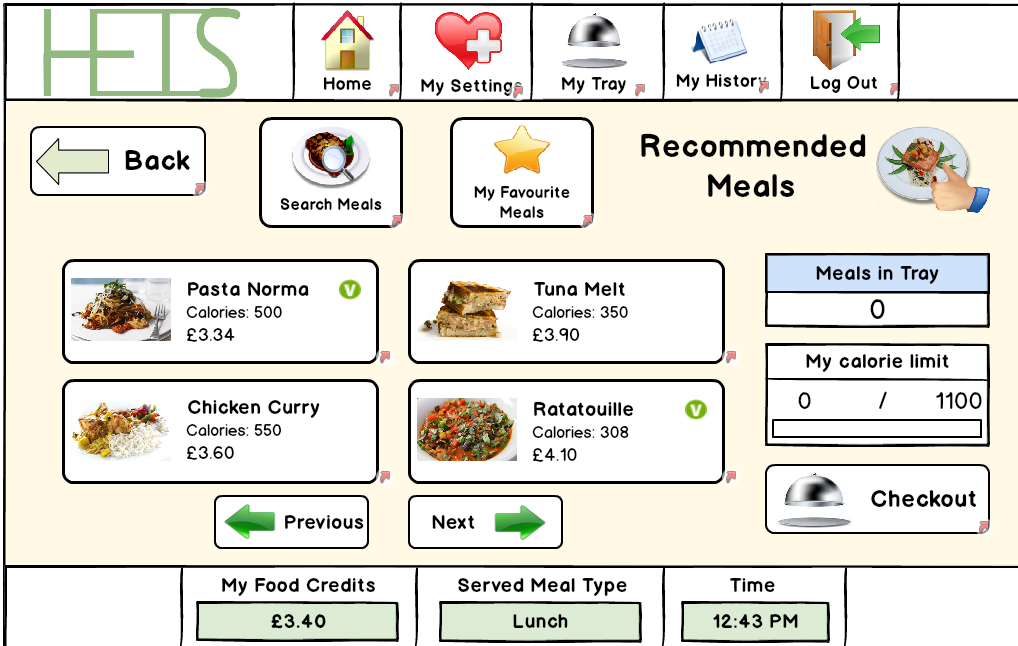 HETS
Home
My Settings
My Tray
My History
Log Out
Back
Search Meals
My Favourite
Meals
Recommended
Meals
Pasta Norma
V
Calories: 500
£3.34
Tuna Melt
Calories: 350
£3.90
Chicken Curry
Calories: 550
£3.60
Ratatouille
V
Calories: 308
£4.10
Meals in Tray
0
My calorie limit
0 / 1100
Checkout
Previous
Next
My Food Credits
£3.40
Served Meal Type
Lunch
Time
12:43 PM